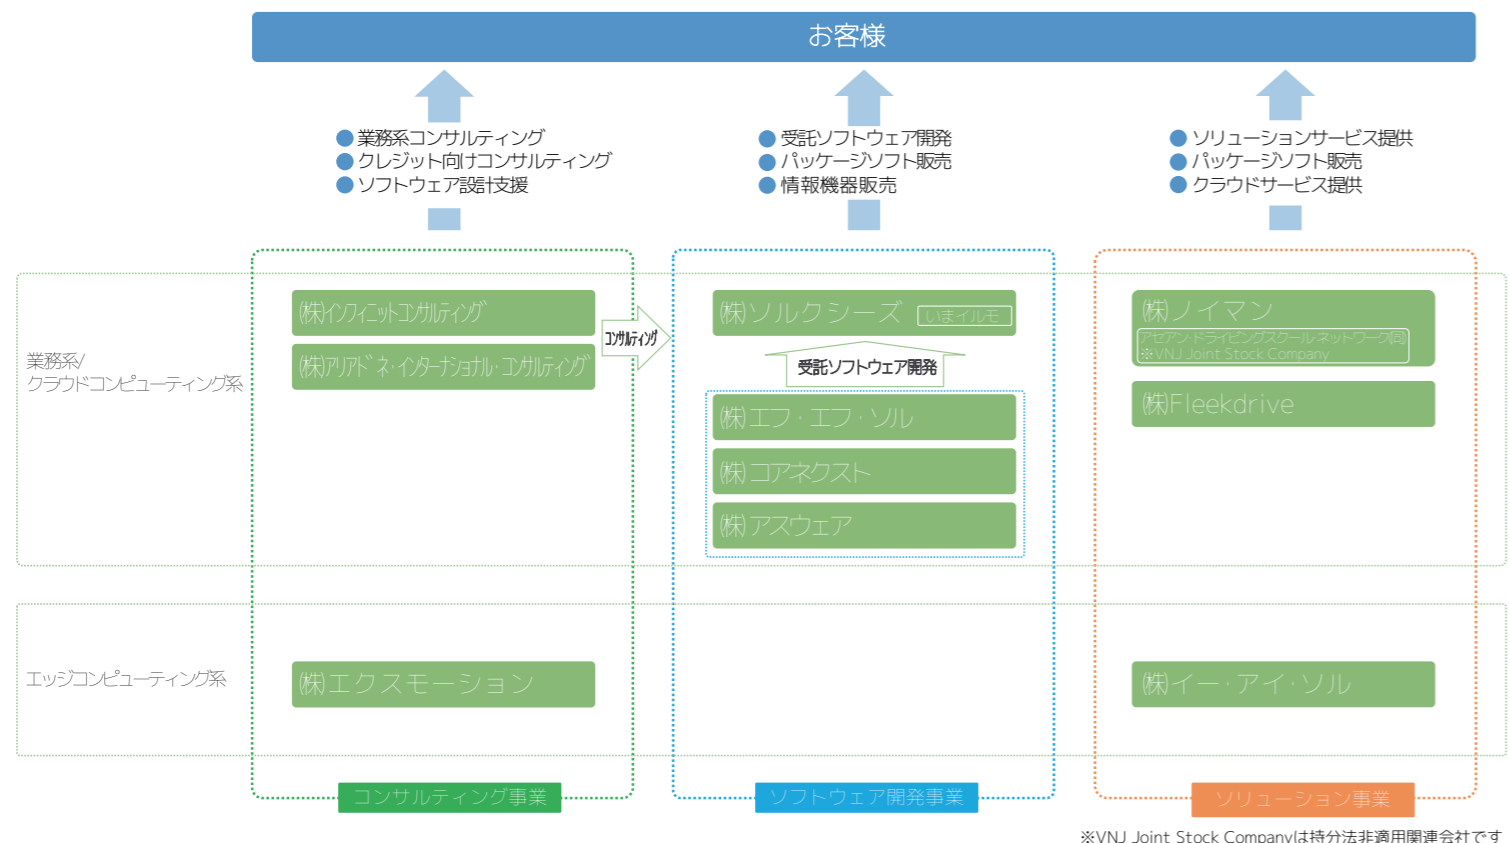 お客様
●業務系コンサルティング
●クレジット向けコンサルティング
●ソフトウェア設計支援
●受託ソフトウェア開発
●パッケージソフト販売
●情報機器販売
●ソリューションサービス提供
●パッケージソフト販売
●クラウドサービス提供
業務系/
クラウドコンピューティング系
㈱インフィニットコンサルティング
㈱アリアドネ・インターナショナル・コンサルティング
コンサルティング
㈱ソルクシーズ いまイルモ
受託ソフトウェア開発
㈱エフ・エフ・ソル
㈱コアネクスト
㈱アスウェア
㈱ノイマン
アセアンドライビングスクールネットワーク(同)
※VNJ Joint Stock Company
㈱Fleekdrive
エッジコンピューティング系
㈱エクスモーション
㈱イー・アイ・ソル
コンサルティング事業
ソフトウェア開発事業
ソリューション事業
※VNJ Joint Stock Companyは持分法非適用関連会社です